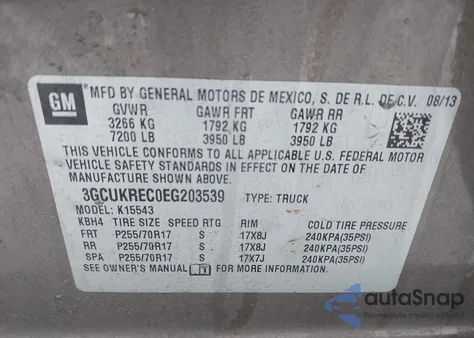 GM
MFD BY GENERAL MOTORS DE MEXICO, S. DE R.L. DE C.V. 08/13
GVWR GAWR FRT GAWR RR
3266 KG 1792 KG 1792 KG
7200 LB 3950 LB 3950 LB
THIS VEHICLE CONFORMS TO ALL APPLICABLE U.S. FEDERAL MOTOR
VEHICLE SAFETY STANDARDS IN EFFECT ON THE DATE OF
MANUFACTURE SHOWN ABOVE.
3GCUKREC0EG203539 TYPE: TRUCK
MODEL: K15543
KBH4 TIRE SIZE SPEED RTG RIM COLD TIRE PRESSURE
FRT P255/70R17 S 17X8J 240KPA(35PSI)
RR P255/70R17 S 17X8J 240KPA(35PSI)
SPA P255/70R17 S 17X7J 240KPA(35PSI)
SEE OWNER'S MANUAL FOR MORE INFORMATION.
autoSnap